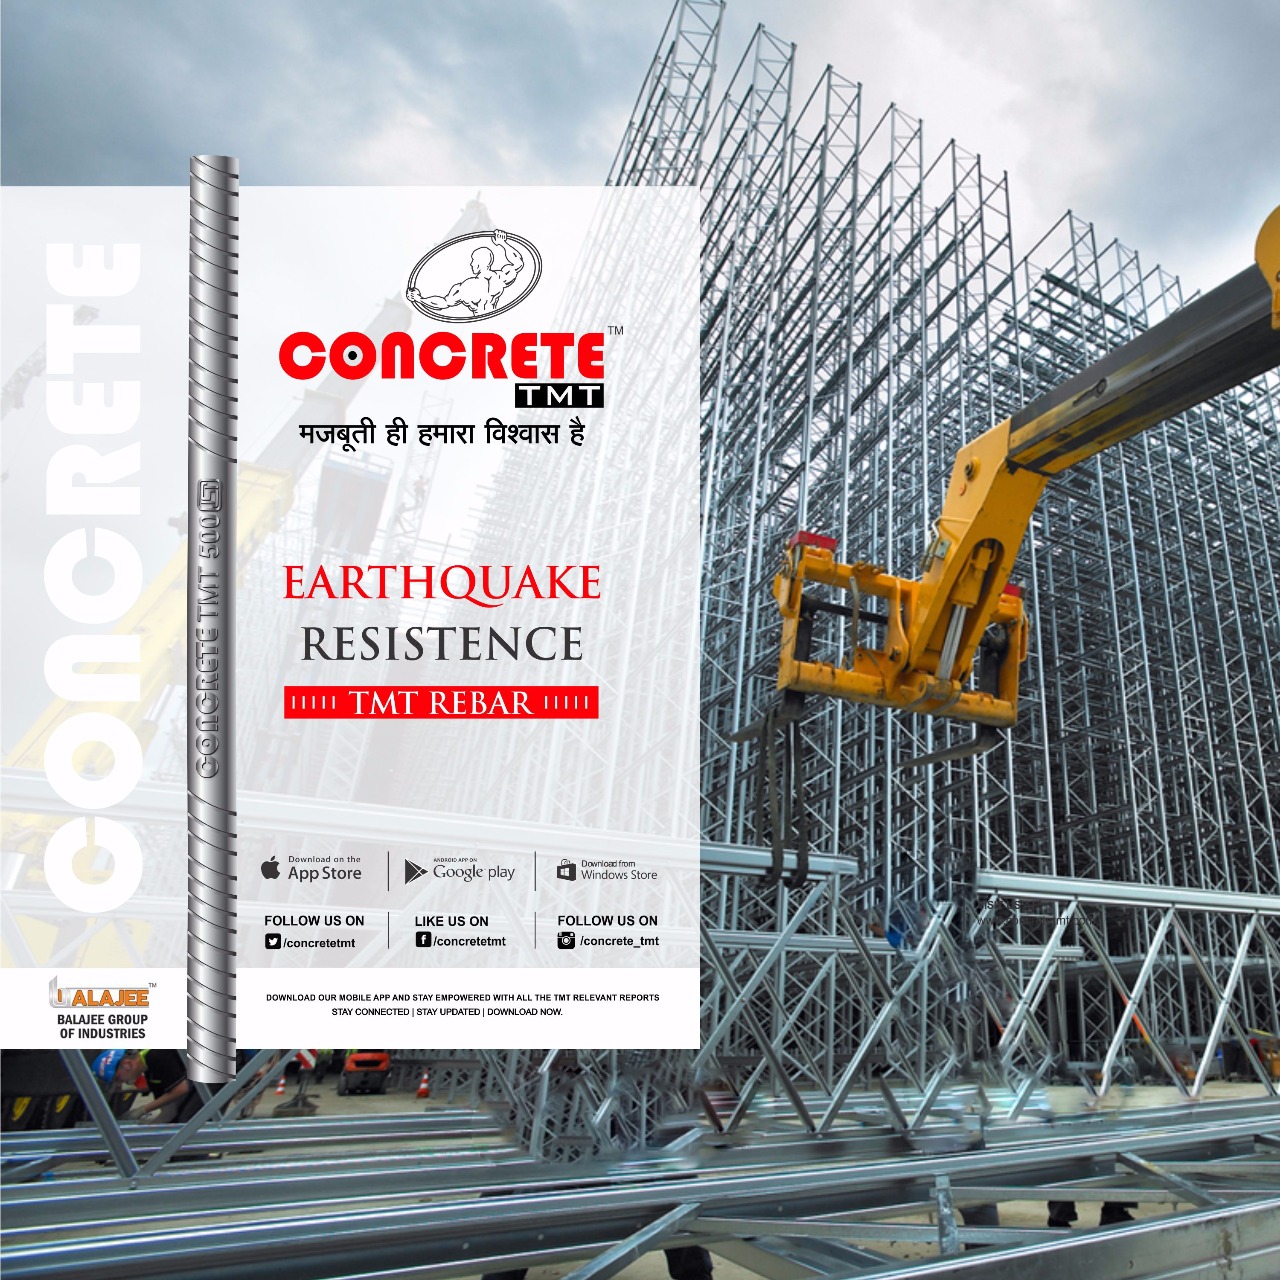 CONCRETE
CONCRETE TMT 500
CONCRETE TM
TMT
मजबूती ही हमारा विश्वास है
EARTHQUAKE
RESISTENCE
TMT REBAR
Download on the
App Store
ANDROID APP ON
Google play
Download from
Windows Store
FOLLOW US ON
/concretetmt
LIKE US ON
/concretetmt
FOLLOW US ON
/concrete_tmt
BALAJEE TM
BALAJEE GROUP
OF INDUSTRIES
DOWNLOAD OUR MOBILE APP AND STAY EMPOWERED WITH ALL THE TMT RELEVANT REPORTS
STAY CONNECTED | STAY UPDATED | DOWNLOAD NOW.